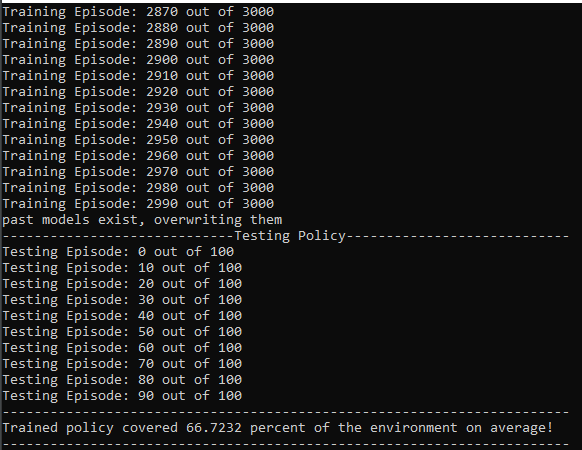 Training Episode: 2870 out of 3000
Training Episode: 2880 out of 3000
Training Episode: 2890 out of 3000
Training Episode: 2900 out of 3000
Training Episode: 2910 out of 3000
Training Episode: 2920 out of 3000
Training Episode: 2930 out of 3000
Training Episode: 2940 out of 3000
Training Episode: 2950 out of 3000
Training Episode: 2960 out of 3000
Training Episode: 2970 out of 3000
Training Episode: 2980 out of 3000
Training Episode: 2990 out of 3000
past models exist, overwriting them
-----------------------------Testing Policy----------------------------
Testing Episode: 0 out of 100
Testing Episode: 10 out of 100
Testing Episode: 20 out of 100
Testing Episode: 30 out of 100
Testing Episode: 40 out of 100
Testing Episode: 50 out of 100
Testing Episode: 60 out of 100
Testing Episode: 70 out of 100
Testing Episode: 80 out of 100
Testing Episode: 90 out of 100
-----------------------------------------------------------------------
Trained policy covered 66.7232 percent of the environment on average!
-----------------------------------------------------------------------